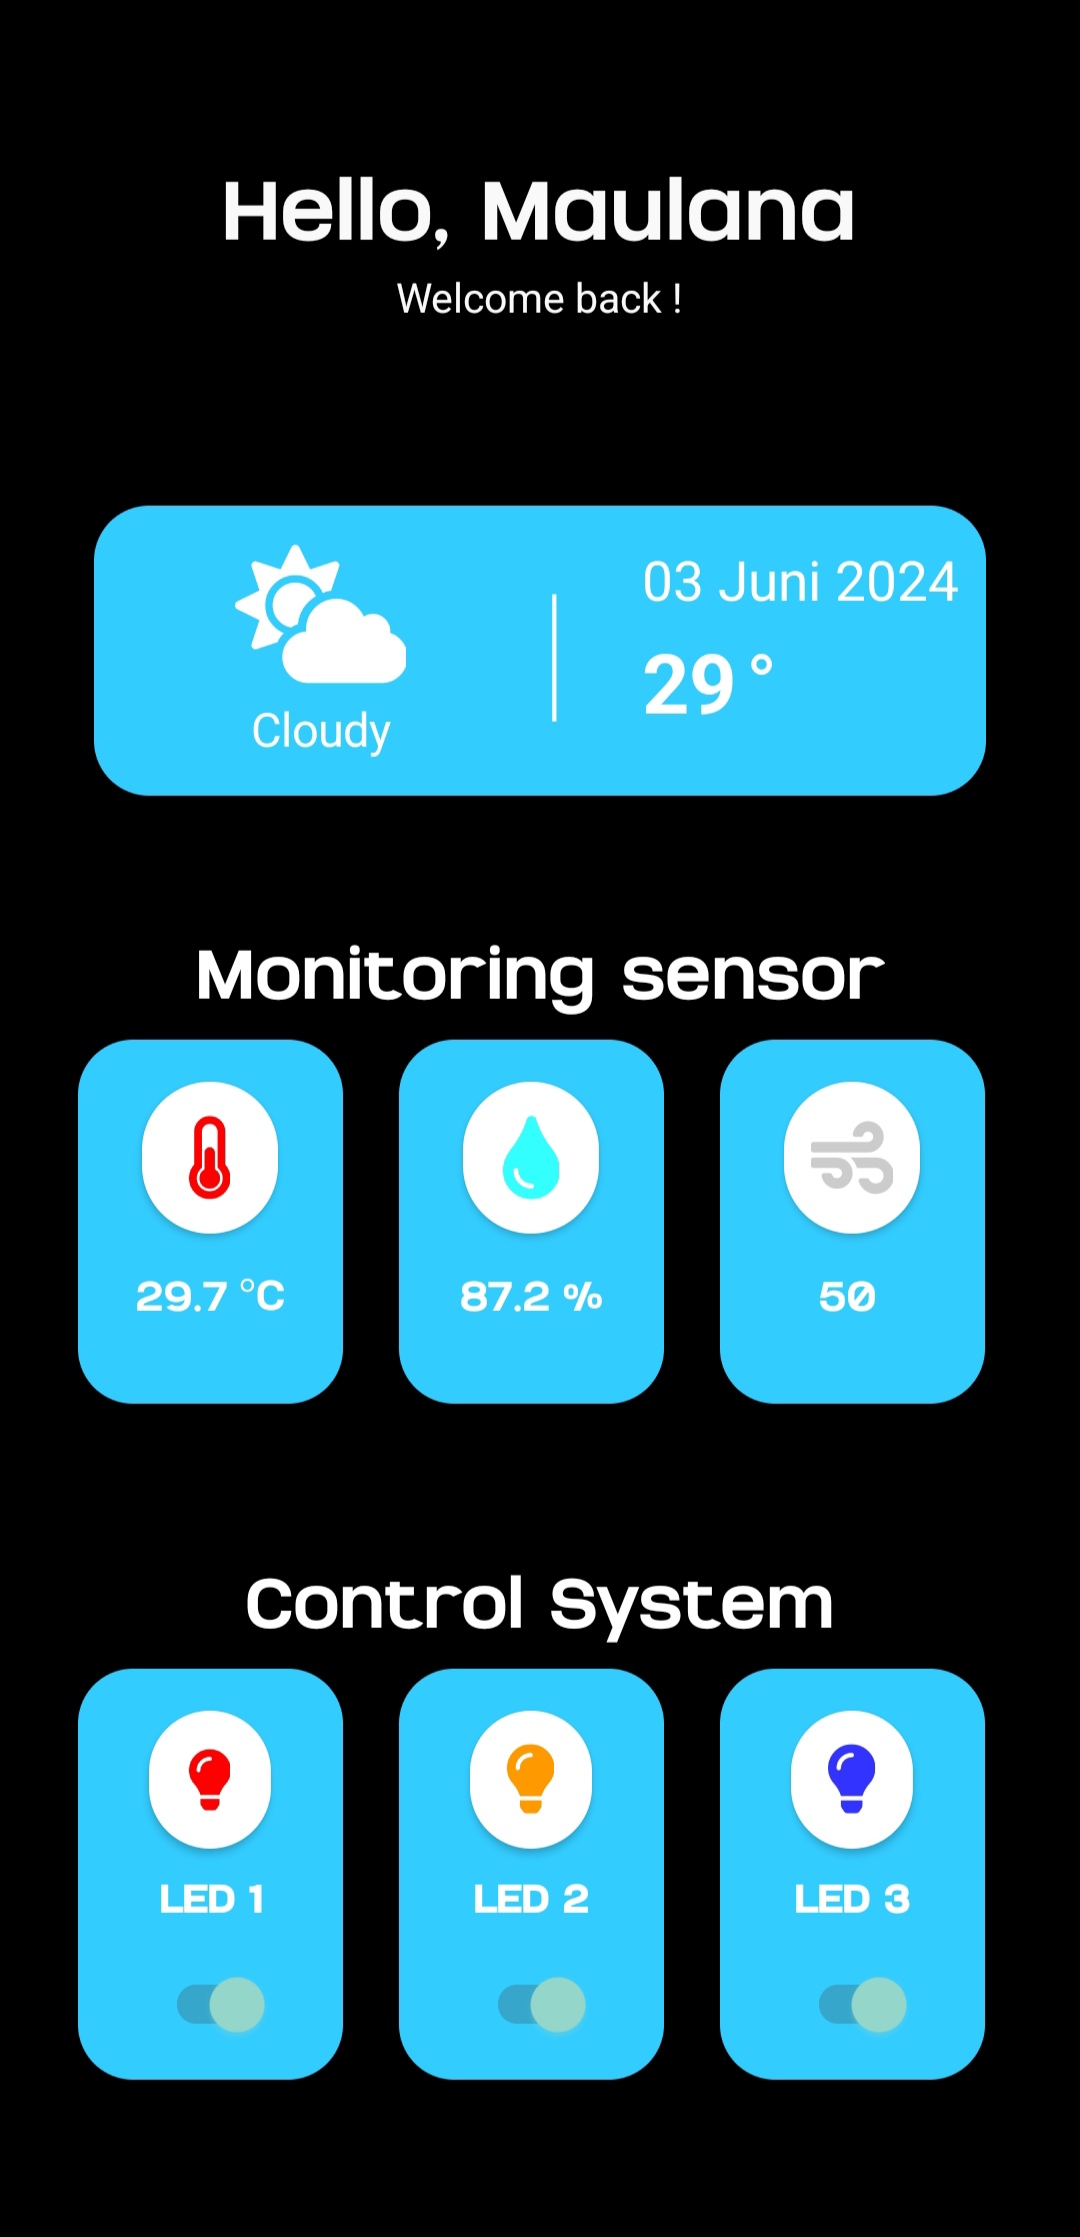 Hello, Maulana
Welcome back !
03 Juni 2024
29 °
Cloudy
Monitoring sensor
29.7 °C
87.2 %
50
Control System
LED 1
LED 2
LED 3